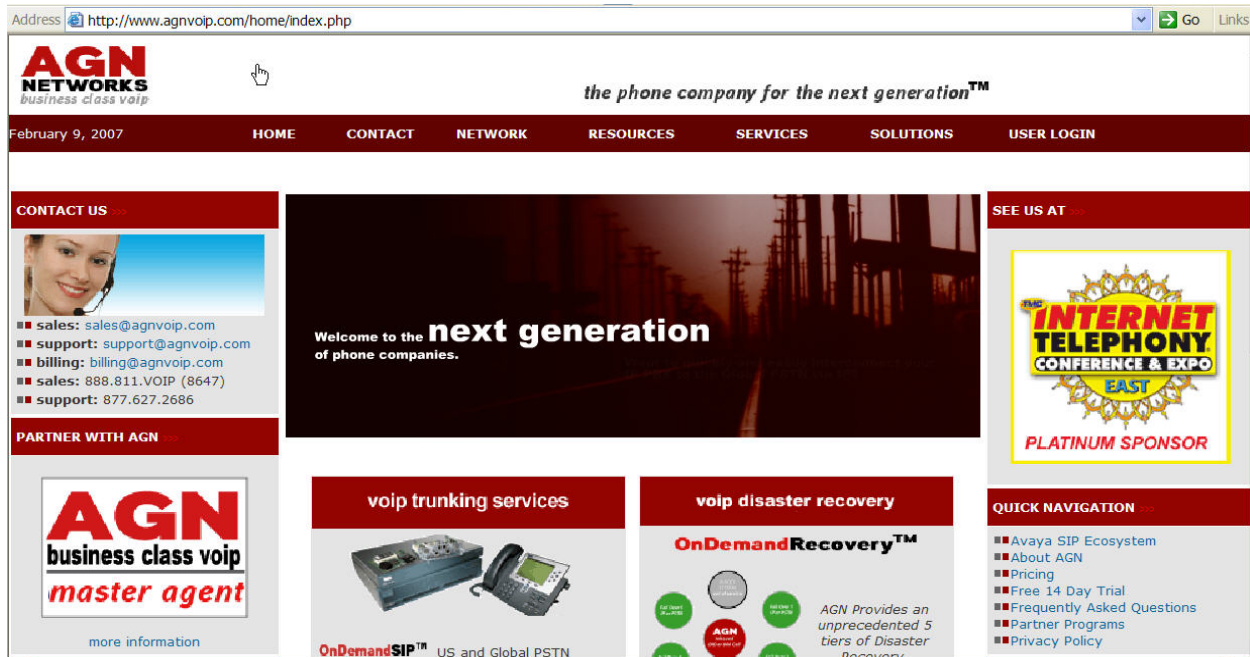 Address http://www.agnvoip.com/home/index.php Go Links
AGN
NETWORKS
business class voip
the phone company for the next generation™
February 9, 2007 HOME CONTACT NETWORK RESOURCES SERVICES SOLUTIONS USER LOGIN
CONTACT US >>>
sales: sales@agnvoip.com
support: support@agnvoip.com
billing: billing@agnvoip.com
sales: 888.811.VOIP (8647)
support: 877.627.2686
PARTNER WITH AGN >>>
AGN
business class voip
master agent
more information
Welcome to the next generation
of phone companies.
voip trunking services
OnDemandSIP™ US and Global PSTN
voip disaster recovery
OnDemandRecovery™
AGN
AGN Provides an
unprecedented 5
tiers of Disaster
Recovery
SEE US AT >>>
TMC
INTERNET
TELEPHONY
CONFERENCE & EXPO
EAST
PLATINUM SPONSOR
QUICK NAVIGATION >>>
Avaya SIP Ecosystem
About AGN
Pricing
Free 14 Day Trial
Frequently Asked Questions
Partner Programs
Privacy Policy